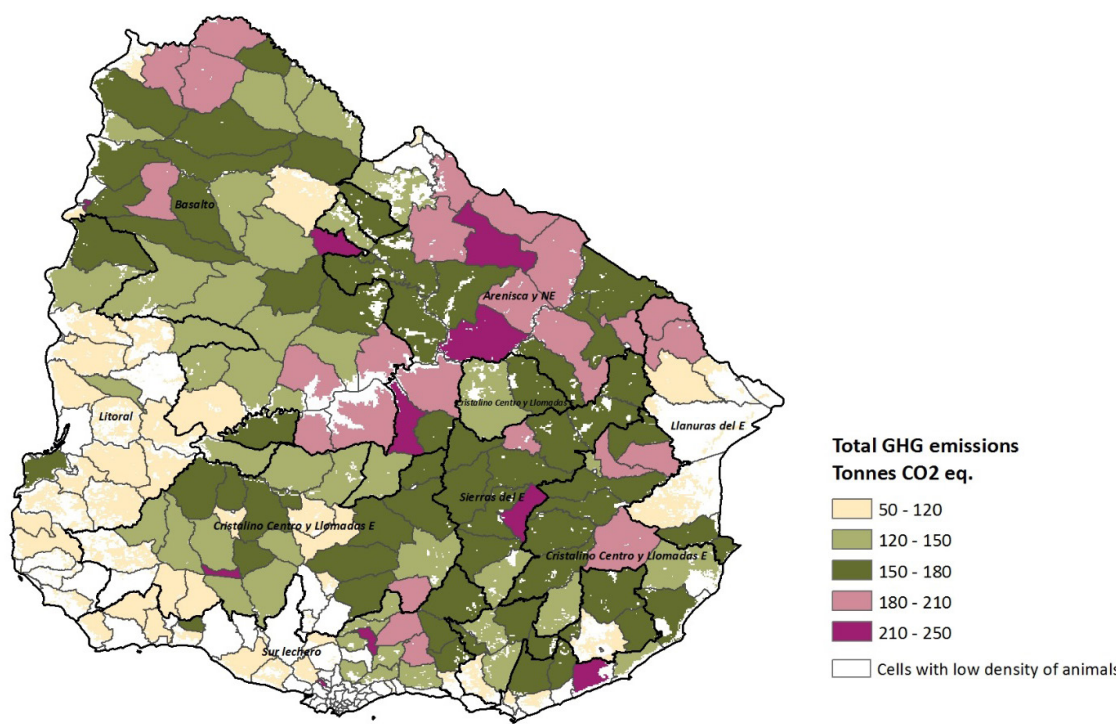 Basalto
Arenisca y NE
Cristalino Centro y Llomadas E
Litoral
Llanuras del E
Sierras del E
Cristalino Centro y Llomadas E
Cristalino Centro y Llomadas E
Sur lechero
Total GHG emissions
Tonnes CO2 eq.
50 - 120
120 - 150
150 - 180
180 - 210
210 - 250
Cells with low density of animals